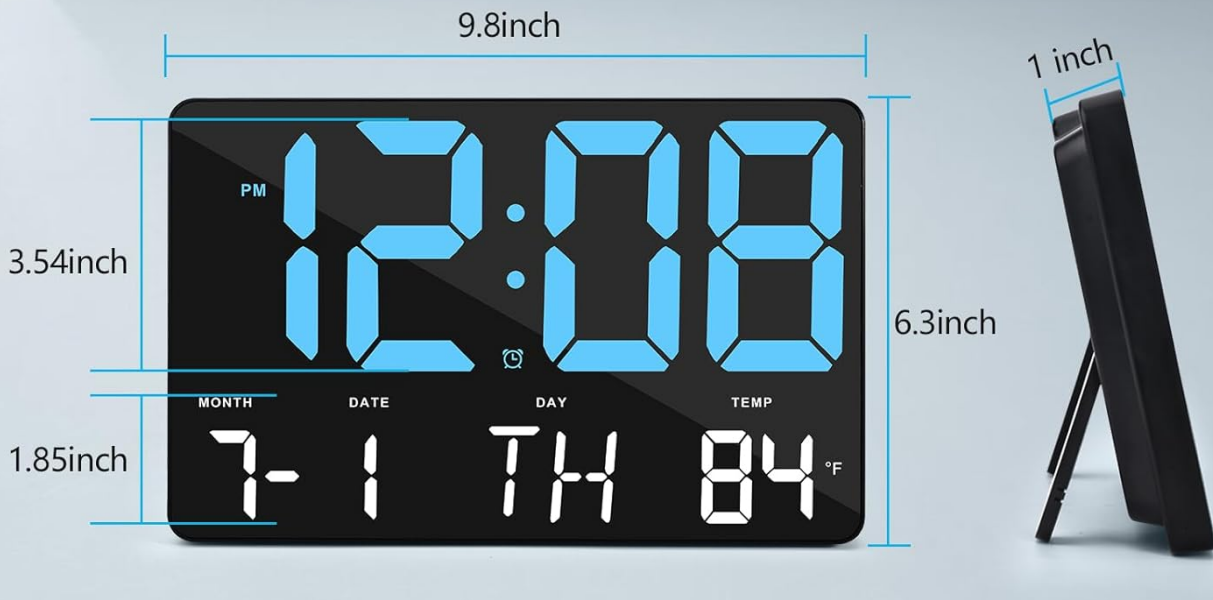 9.8inch
1 inch
PM
12:08
3.54inch
6.3inch
MONTH DATE DAY TEMP
1.85inch
7- 1 TH 84 °F